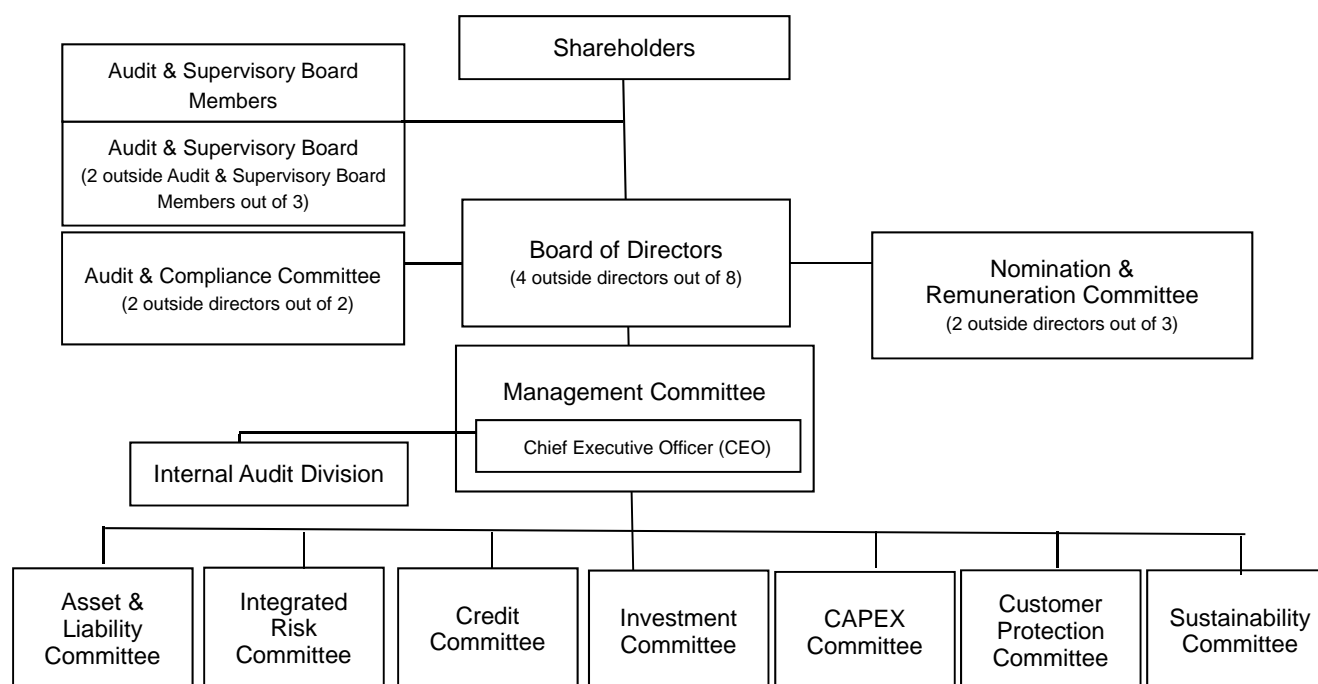 Shareholders
Audit & Supervisory Board
Members
Audit & Supervisory Board
(2 outside Audit & Supervisory Board
Members out of 3)
Board of Directors
(4 outside directors out of 8)
Audit & Compliance Committee
(2 outside directors out of 2)
Nomination &
Remuneration Committee
(2 outside directors out of 3)
Management Committee
Chief Executive Officer (CEO)
Internal Audit Division
Asset &
Liability
Committee
Integrated
Risk
Committee
Credit
Committee
Investment
Committee
CAPEX
Committee
Customer
Protection
Committee
Sustainability
Committee